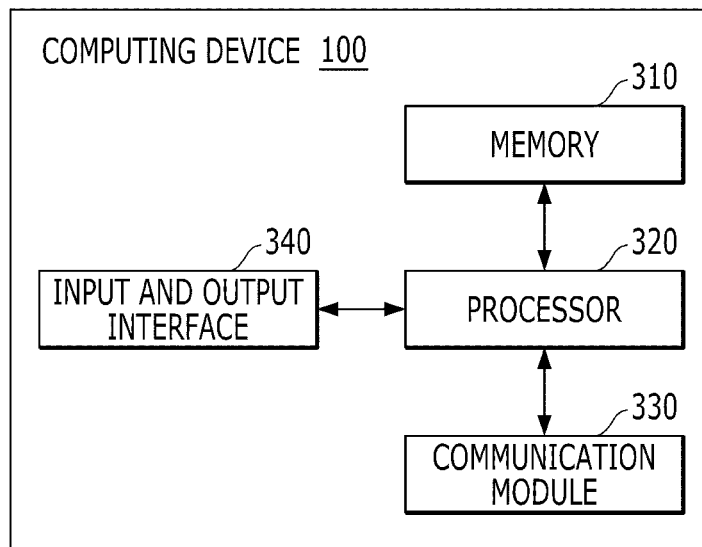 COMPUTING DEVICE 100
310
MEMORY
340
320
INPUT AND OUTPUT
INTERFACE
PROCESSOR
330
COMMUNICATION
MODULE